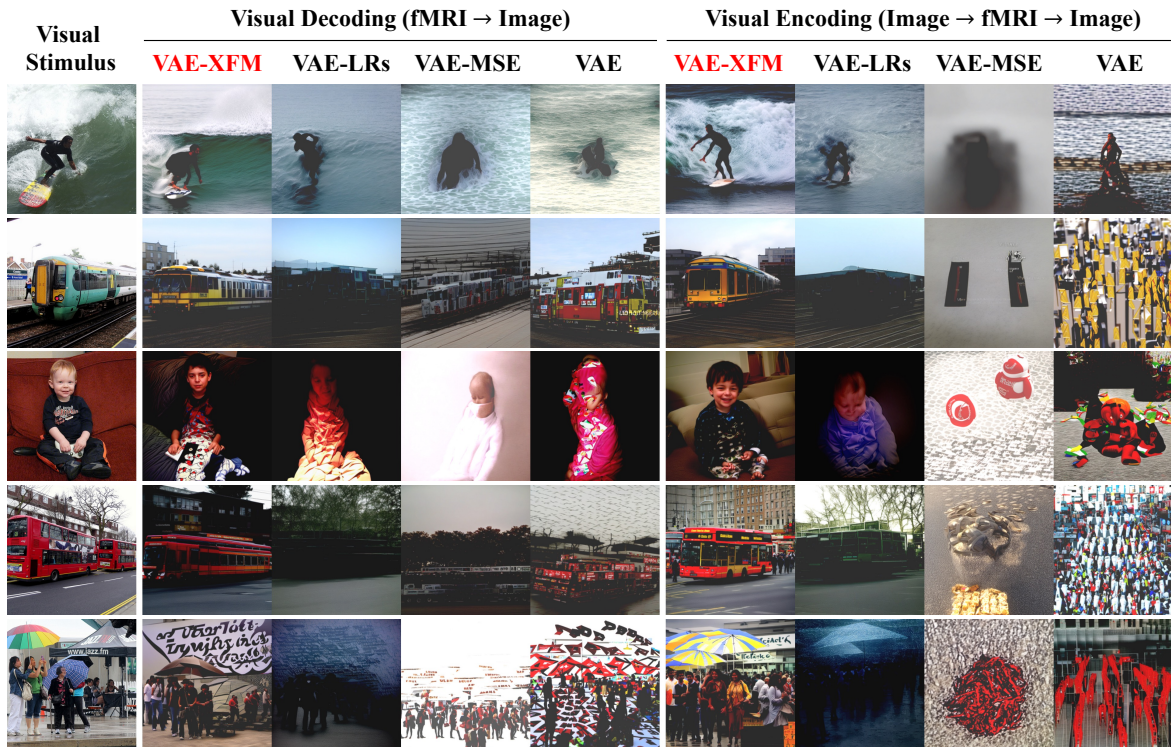 Visual Decoding (fMRI → Image)
Visual Encoding (Image → fMRI → Image)
Visual
Stimulus
VAE-XFM
VAE-LRs
VAE-MSE
VAE
VAE-XFM
VAE-LRs
VAE-MSE
VAE
www.jazz.fm